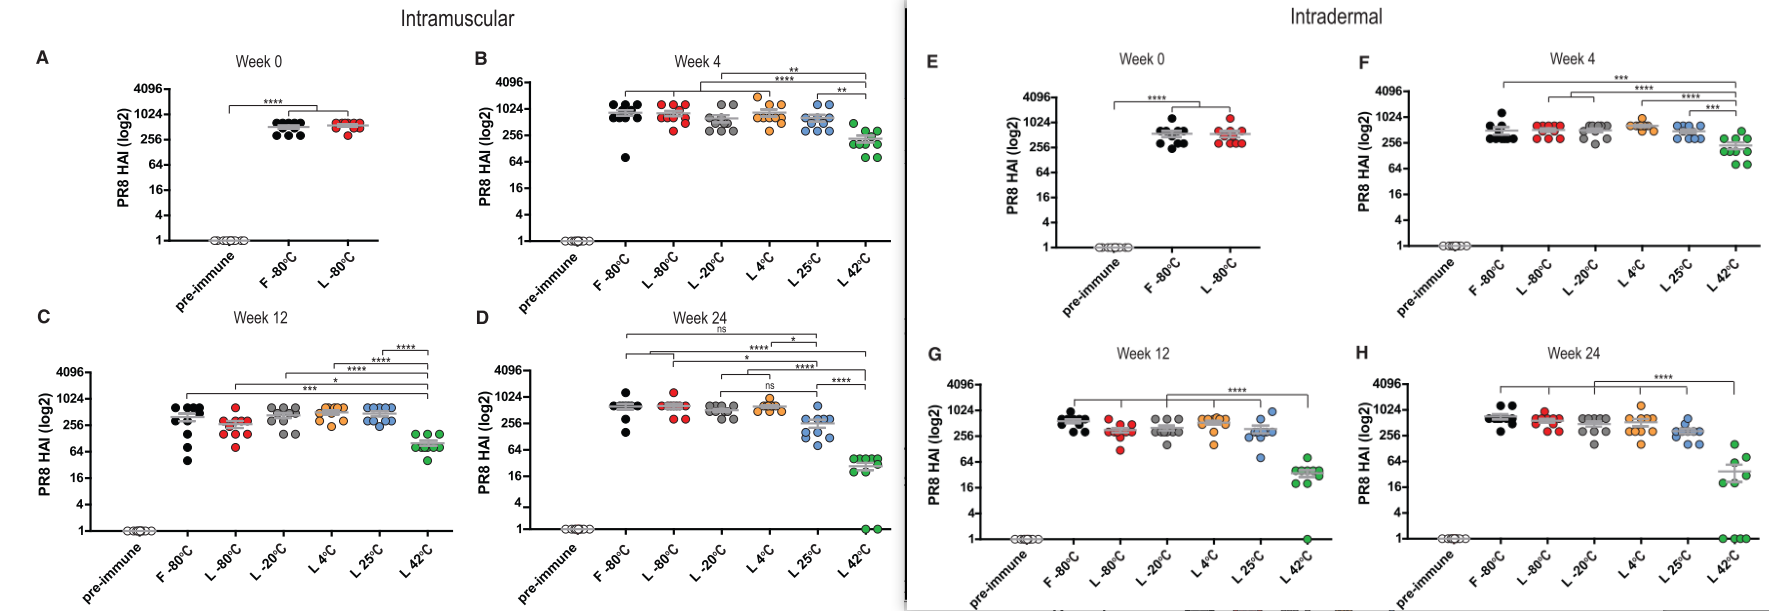 Intramuscular
A
Week 0
PR8 HAI (log2)
4096
1024
256
64
16
4
1
****
pre-immune
F -80°C
L -80°C
B
Week 4
PR8 HAI (log2)
4096
1024
256
64
16
4
1
**
****
**
pre-immune
F -80°C
L -80°C
L -20°C
L 4°C
L 25°C
L 42°C
C
Week 12
PR8 HAI (log2)
4096
1024
256
64
16
4
1
****
****
****
*
***
pre-immune
F -80°C
L -80°C
L -20°C
L 4°C
L 25°C
L 42°C
D
Week 24
PR8 HAI (log2)
4096
1024
256
64
16
4
1
ns
*
****
*
****
ns
****
pre-immune
F -80°C
L -80°C
L -20°C
L 4°C
L 25°C
L 42°C
Intradermal
E
Week 0
PR8 HAI (log2)
4096
1024
256
64
16
4
1
****
pre-immune
F -80°C
L -80°C
F
Week 4
PR8 HAI (log2)
4096
1024
256
64
16
4
1
***
****
****
***
pre-immune
F -80°C
L -80°C
L -20°C
L 4°C
L 25°C
L 42°C
G
Week 12
PR8 HAI (log2)
4096
1024
256
64
16
4
1
****
pre-immune
F -80°C
L -80°C
L -20°C
L 4°C
L 25°C
L 42°C
H
Week 24
PR8 HAI (log2)
4096
1024
256
64
16
4
1
****
pre-immune
F -80°C
L -80°C
L -20°C
L 4°C
L 25°C
L 42°C